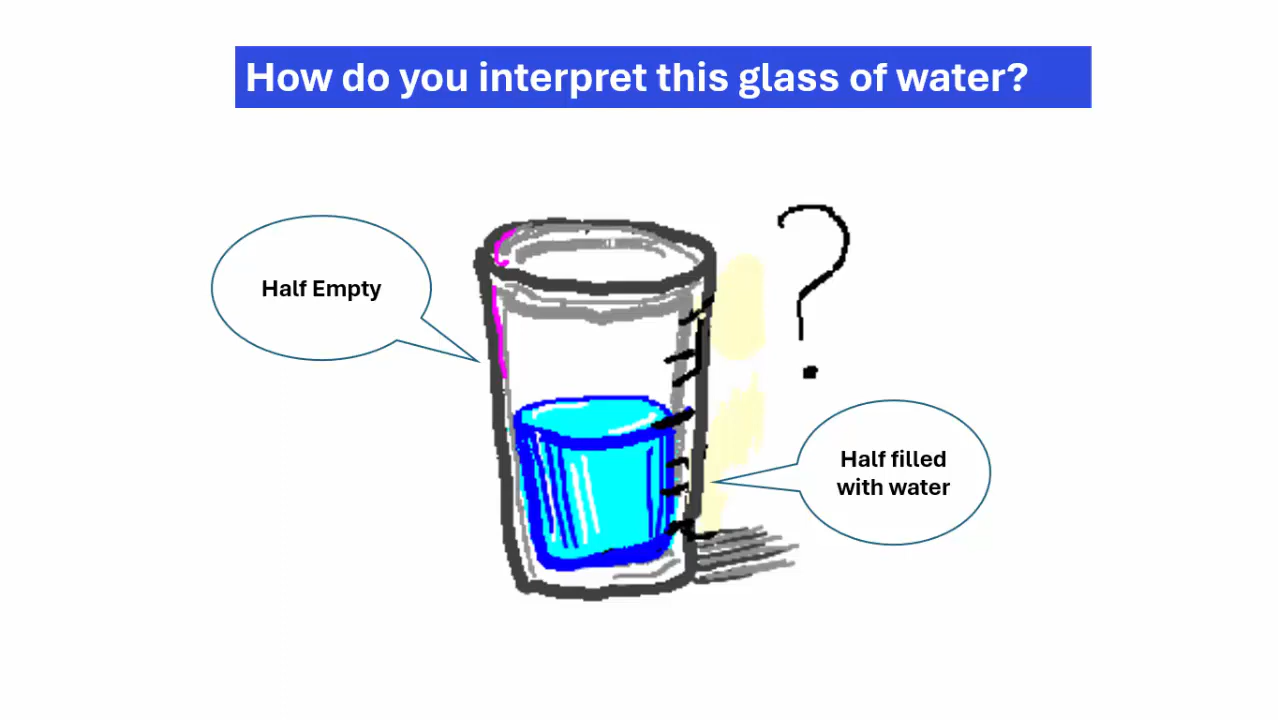 How do you interpret this glass of water?
Half Empty
?
Half filled
with water